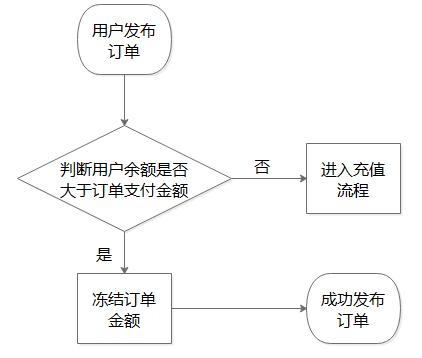 用户发布
订单
判断用户余额是否
大于订单支付金额
否
进入充值
流程
是
冻结订单
金额
成功发布
订单